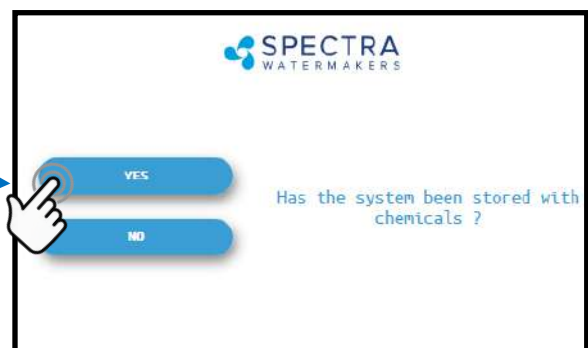 SPECTRA
WATERMAKERS
YES
Has the system been stored with
chemicals ?
NO